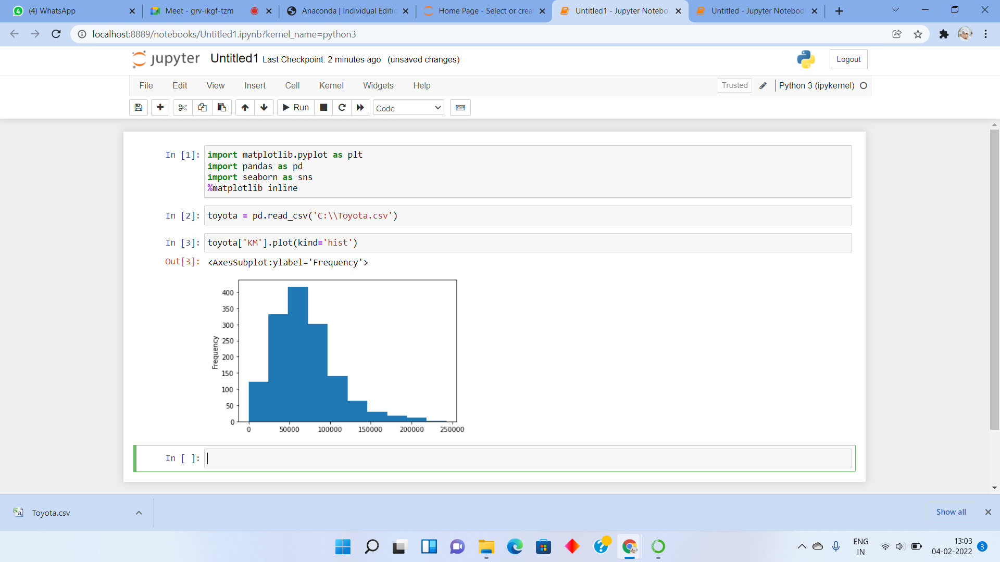 (4) WhatsApp
Meet - grv-ikgf-tzm
Anaconda | Individual Editio
Home Page - Select or crea
Untitled1 - Jupyter Notebo
Untitled - Jupyter Notebook
localhost:8889/notebooks/Untitled1.ipynb?kernel_name=python3
jupyter Untitled1 Last Checkpoint: 2 minutes ago (unsaved changes)
Logout
File Edit View Insert Cell Kernel Widgets Help
Trusted
Python 3 (ipykernel)
Run
Code
In [1]: import matplotlib.pyplot as plt
import pandas as pd
import seaborn as sns
%matplotlib inline
In [2]: toyota = pd.read_csv('C:\\Toyota.csv')
In [3]: toyota['KM'].plot(kind='hist')
Out[3]: <AxesSubplot:ylabel='Frequency'>
400
350
300
250
200
150
100
50
0
Frequency
0 50000 100000 150000 200000 250000
In [ ]:
Toyota.csv
Show all
ENG
IN
13:03
04-02-2022
3